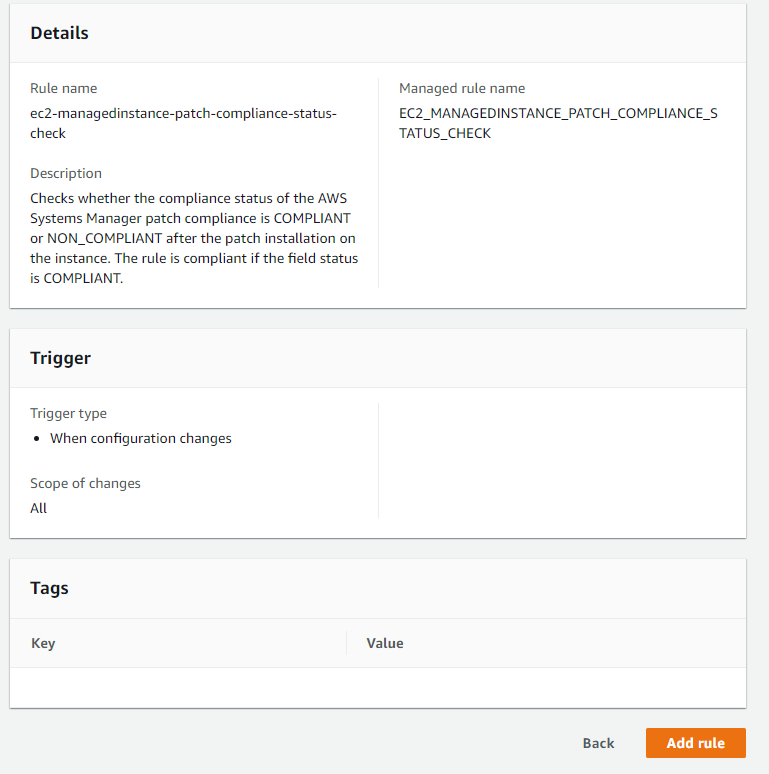 Details
Rule name
ec2-managedinstance-patch-compliance-status-
check
Managed rule name
EC2_MANAGEDINSTANCE_PATCH_COMPLIANCE_S
TATUS_CHECK
Description
Checks whether the compliance status of the AWS
Systems Manager patch compliance is COMPLIANT
or NON_COMPLIANT after the patch installation on
the instance. The rule is compliant if the field status
is COMPLIANT.
Trigger
Trigger type
• When configuration changes
Scope of changes
All
Tags
Key Value
Back Add rule